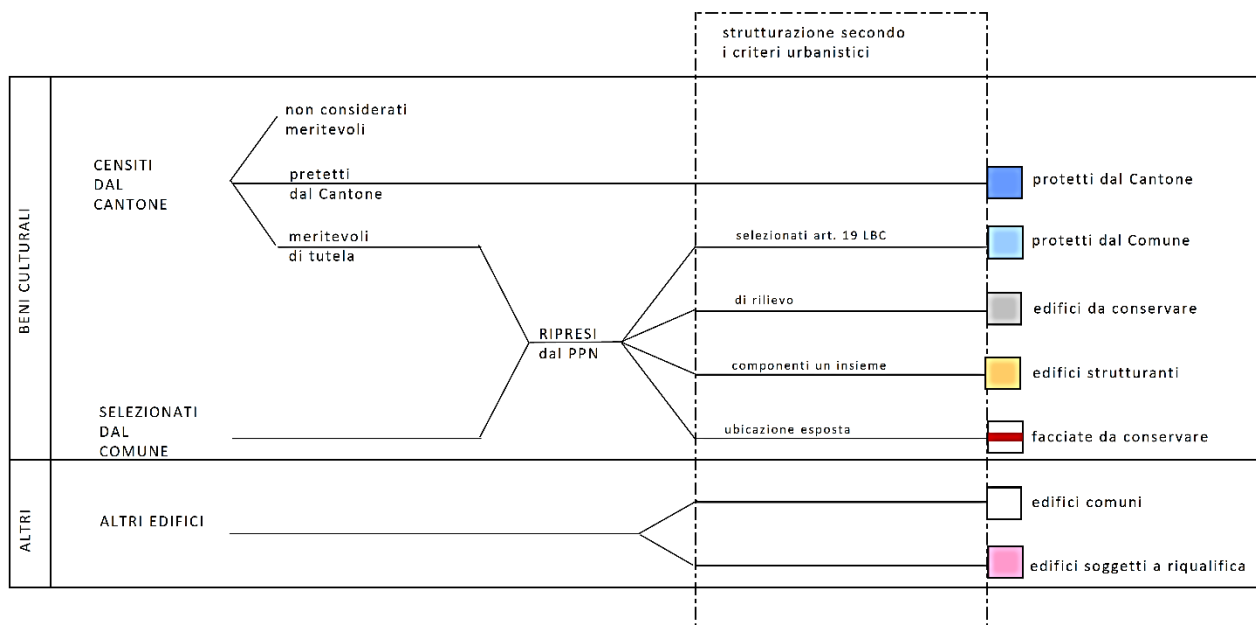 strutturazione secondo
i criteri urbanistici
BENI CULTURALI
CENSITI
DAL
CANTONE
non considerati
meritevoli
pretetti
dal Cantone
meritevoli
di tutela
SELEZIONATI
DAL
COMUNE
RIPRESI
dal PPN
selezionati art. 19 LBC
di rilievo
componenti un insieme
ubicazione esposta
protetti dal Cantone
protetti dal Comune
edifici da conservare
edifici strutturanti
facciate da conservare
ALTRI
ALTRI EDIFICI
edifici comuni
edifici soggetti a riqualifica